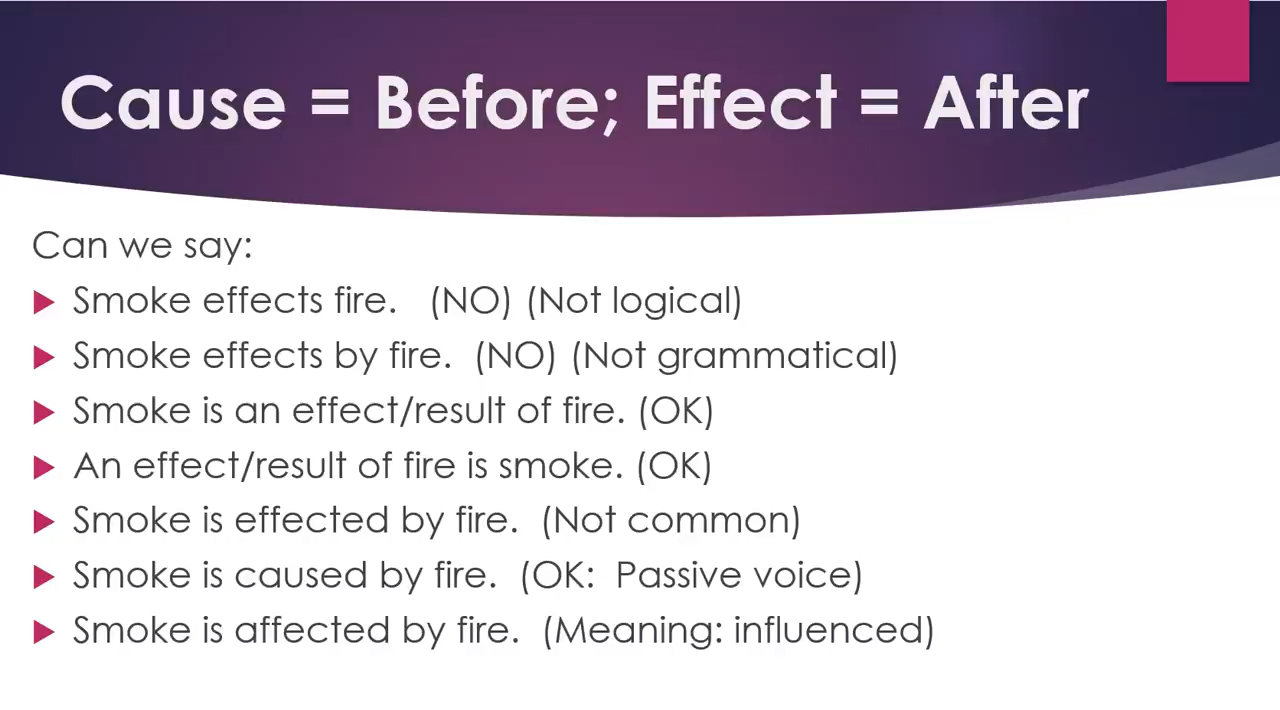 Cause = Before; Effect = After
Can we say:
Smoke effects fire. (NO) (Not logical)
Smoke effects by fire. (NO) (Not grammatical)
Smoke is an effect/result of fire. (OK)
An effect/result of fire is smoke. (OK)
Smoke is effected by fire. (Not common)
Smoke is caused by fire. (OK: Passive voice)
Smoke is affected by fire. (Meaning: influenced)